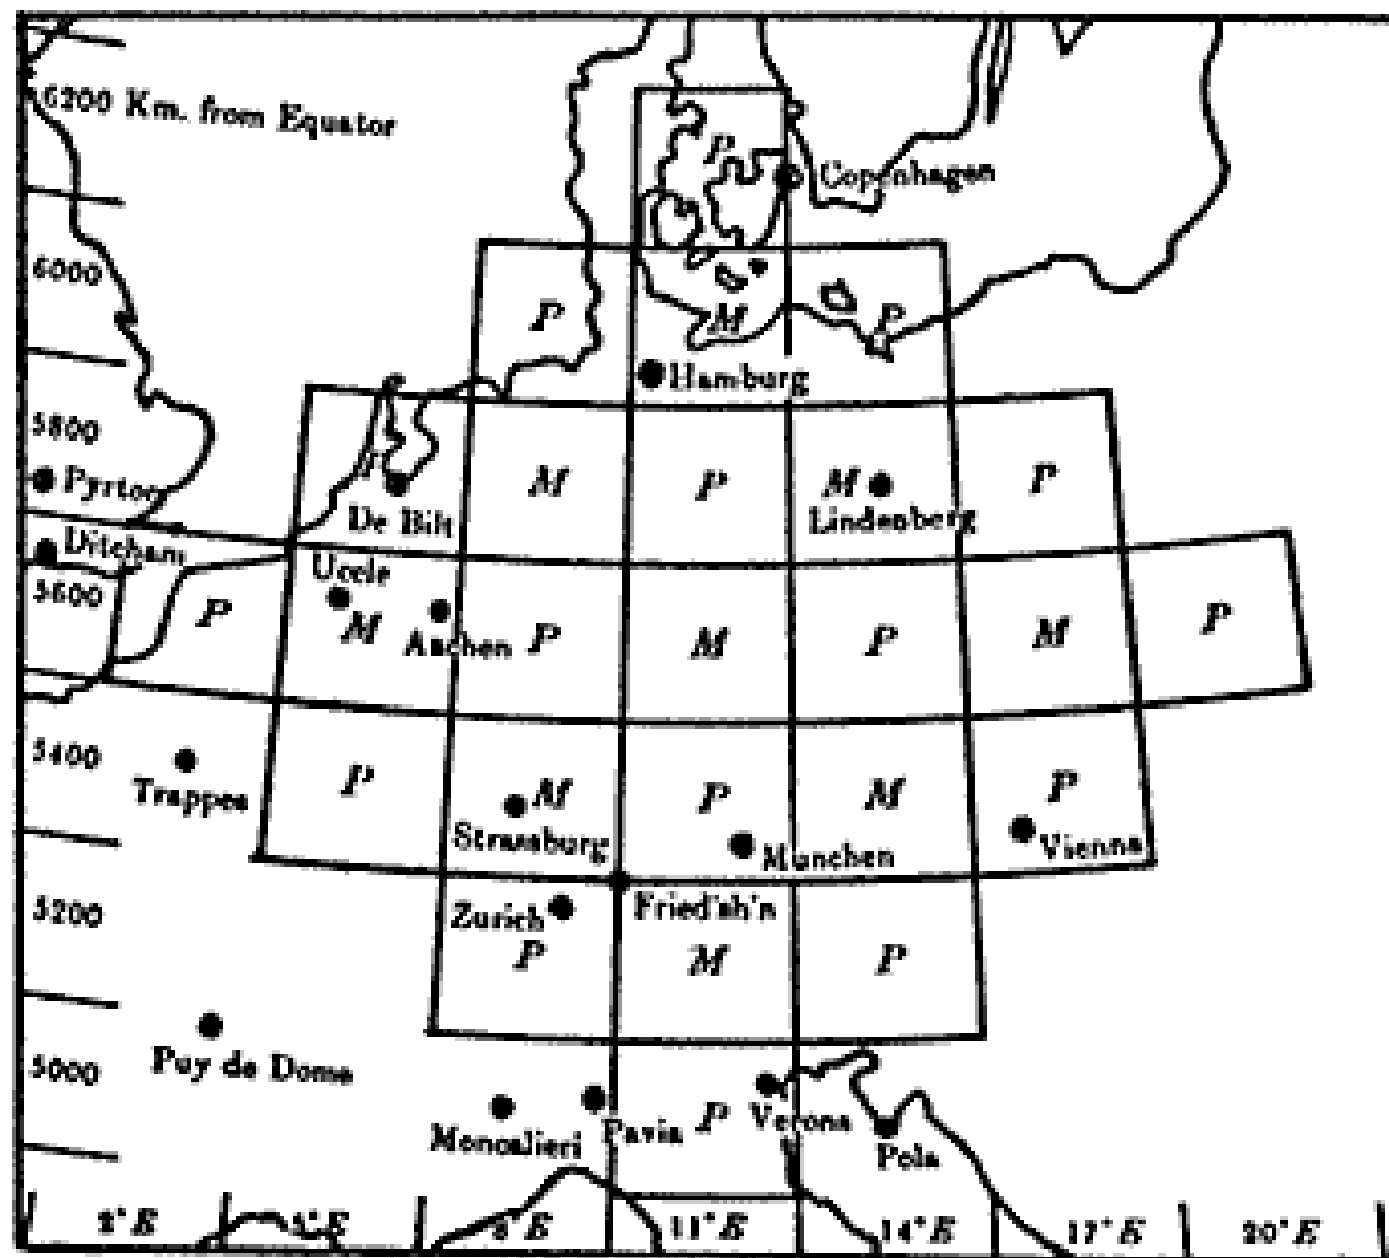 6200 Km. from Equator
P
Copenhagen
6000
P
M
P
Hamburg
5800
Pyrton
P
M
P
M
P
De Bilt
Lindenberg
Ditcham
Uccle
5600
P
M
Aachen
P
M
P
M
P
5400
Trappes
P
M
P
M
P
Strassburg
Munchen
Vienna
5200
Zurich
Fried'sh'n
P
M
P
5000
Puy de Dome
Moncalieri
Pavia
P
Verona
Pola
2° E
5° E
8° E
11° E
14° E
17° E
20° E